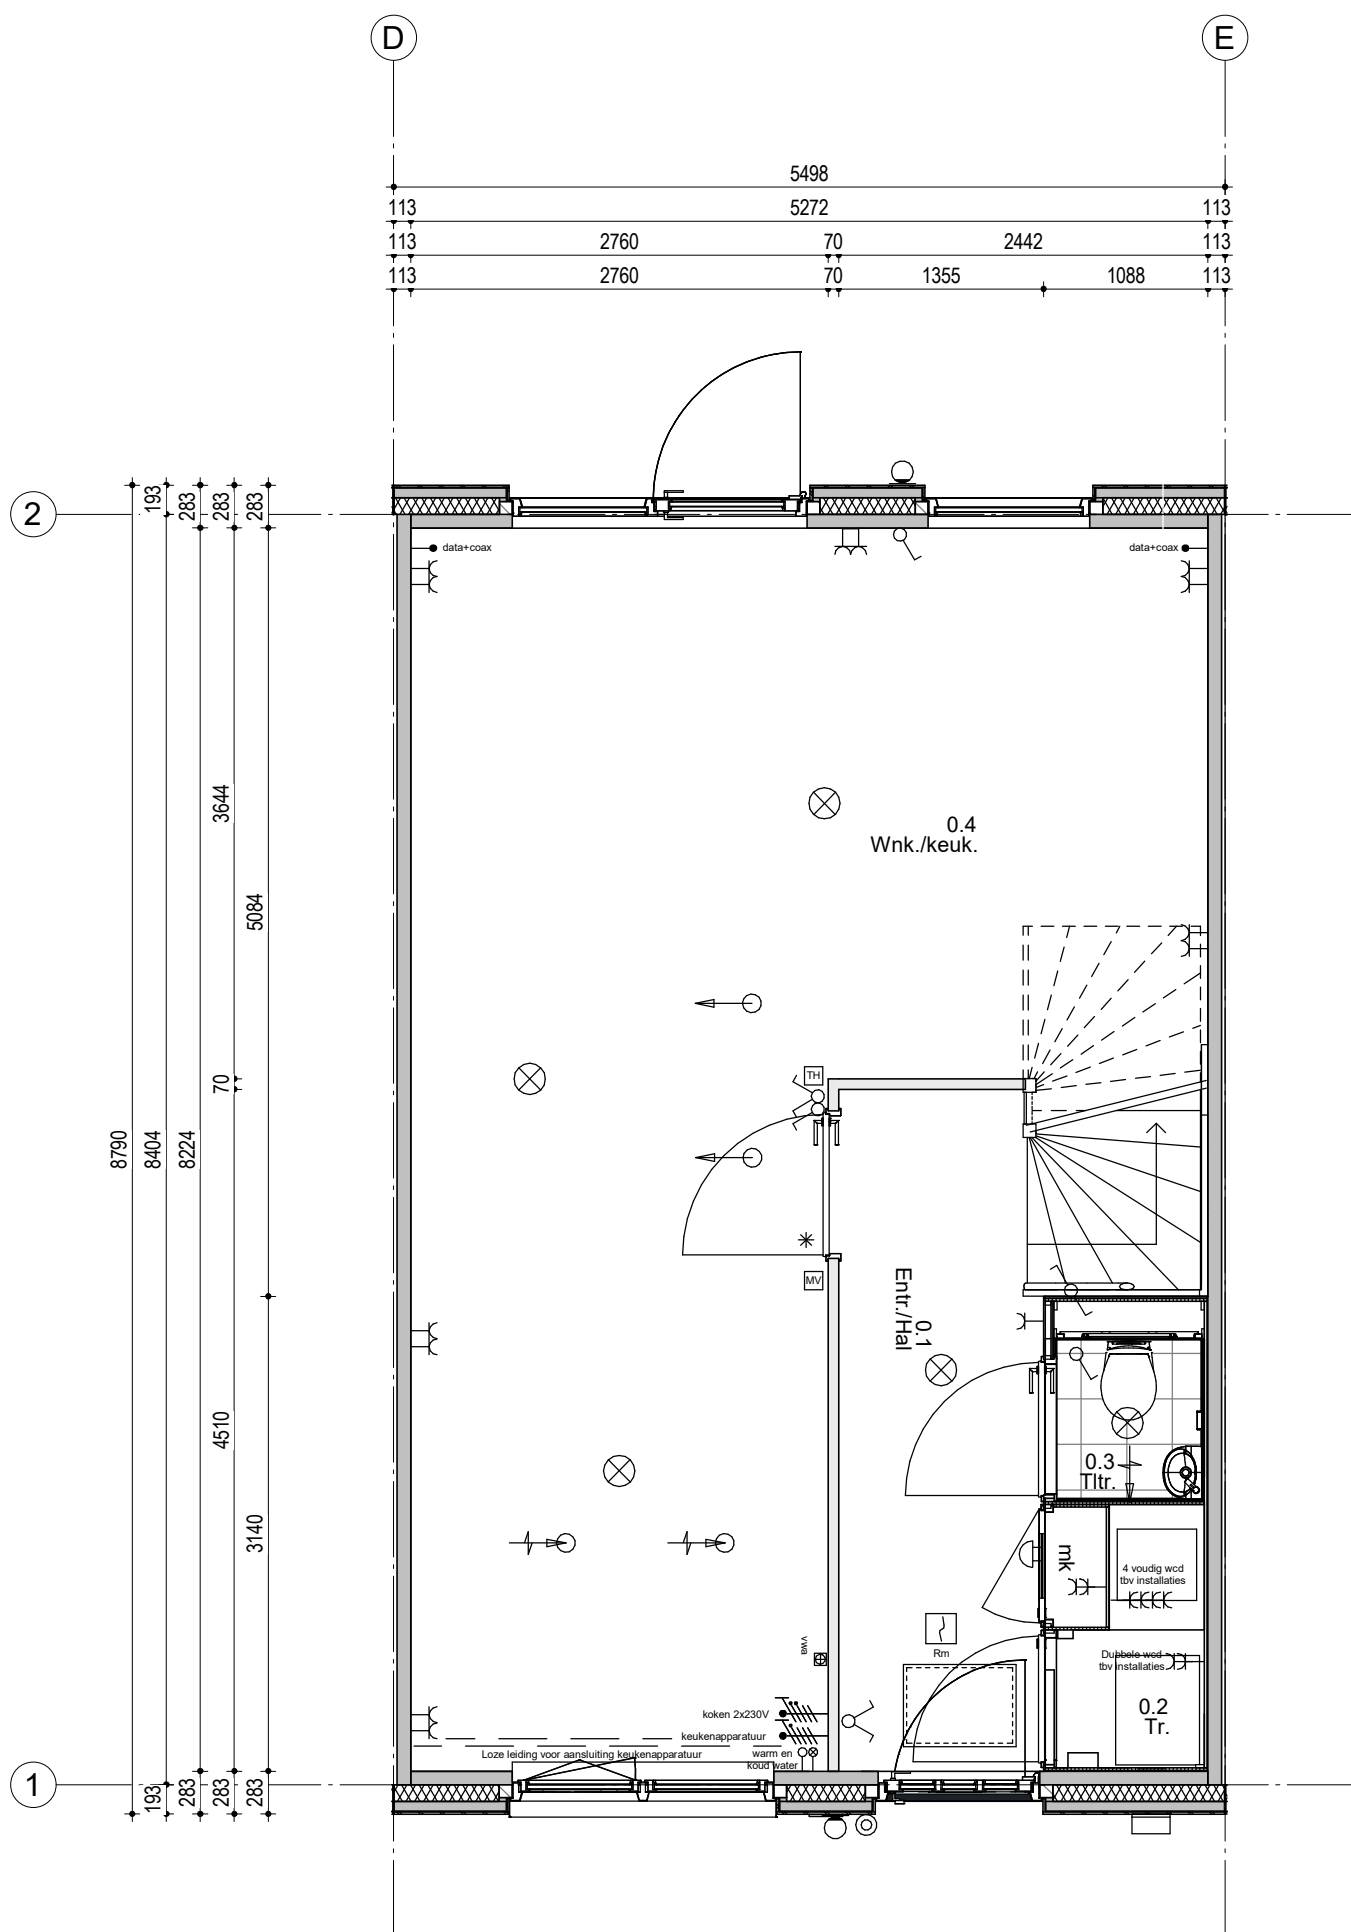 D
E
5498
113
5272
113
113
2760
70
2442
113
113
2760
70
1355
1088
113
2
193
283
283
283
data+coax
data+coax
3644
0.4
Wnk./keuk.
5084
70
TH
8790
8404
8224
MV
0.1
Entr./Hal
4510
0.3
Tltr.
3140
mk
4 voudig wcd
tbv installaties
vwa
Rm
Dubbele wcd
tbv installaties
0.2
Tr.
koken 2x230V
keukenapparatuur
Loze leiding voor aansluiting keukenapparatuur
warm en
koud water
1
193
283
283
283